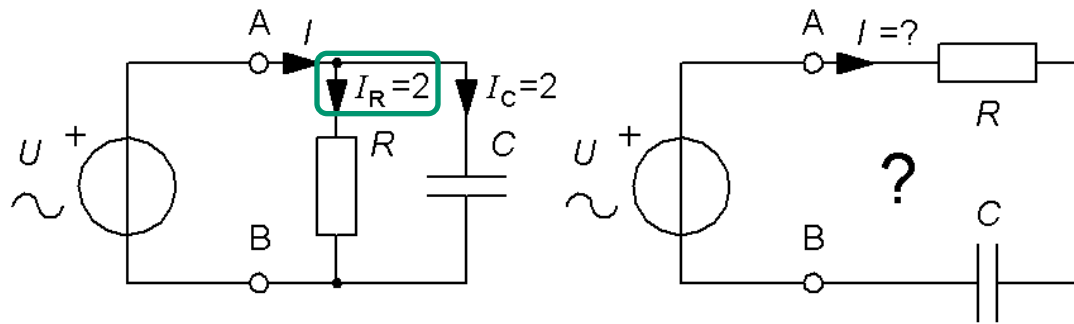 A I
I_R=2 I_C=2
U + R C
B
A I =?
R
U + ?
C
B